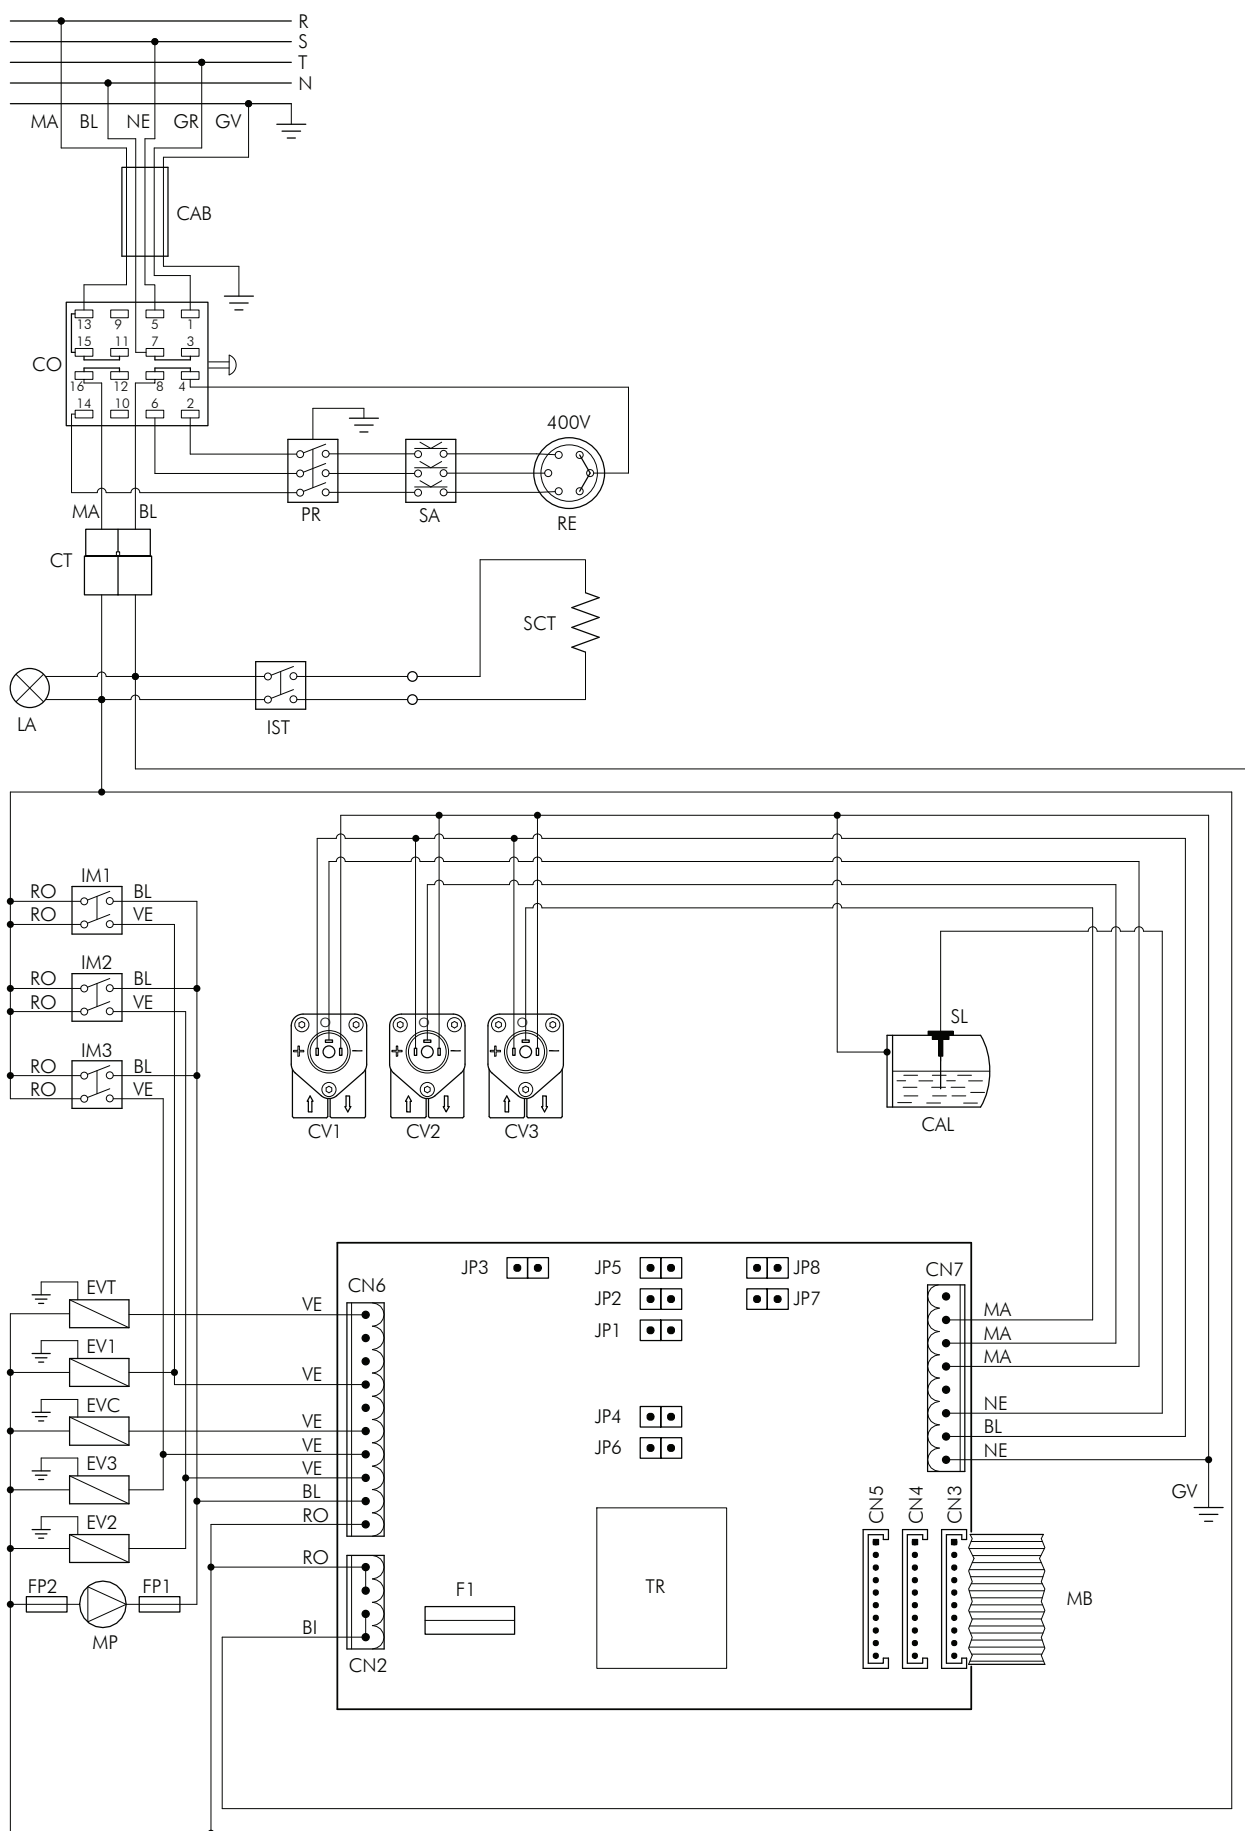 R
S
T
N
MA BL NE GR GV
CAB
13 9 5 1
15 11 7 3
CO
16 12 8 4
14 10 6 2
400V
PR SA RE
MA BL
CT
SCT
LA
IST
IM1
RO BL
RO VE
IM2
RO BL
RO VE
IM3
RO BL
RO VE
+ − + − + −
CV1 CV2 CV3
SL
CAL
JP3 JP5 JP8
JP2 JP7
JP1
JP4
JP6
CN6
CN7
EVT VE
EV1 VE
EVC VE
VE
EV3 VE
BL
EV2 RO
RO
FP2 FP1
MP
BI
CN2
F1
TR
MA
MA
MA
NE
BL
NE
GV
CN5 CN4 CN3
MB